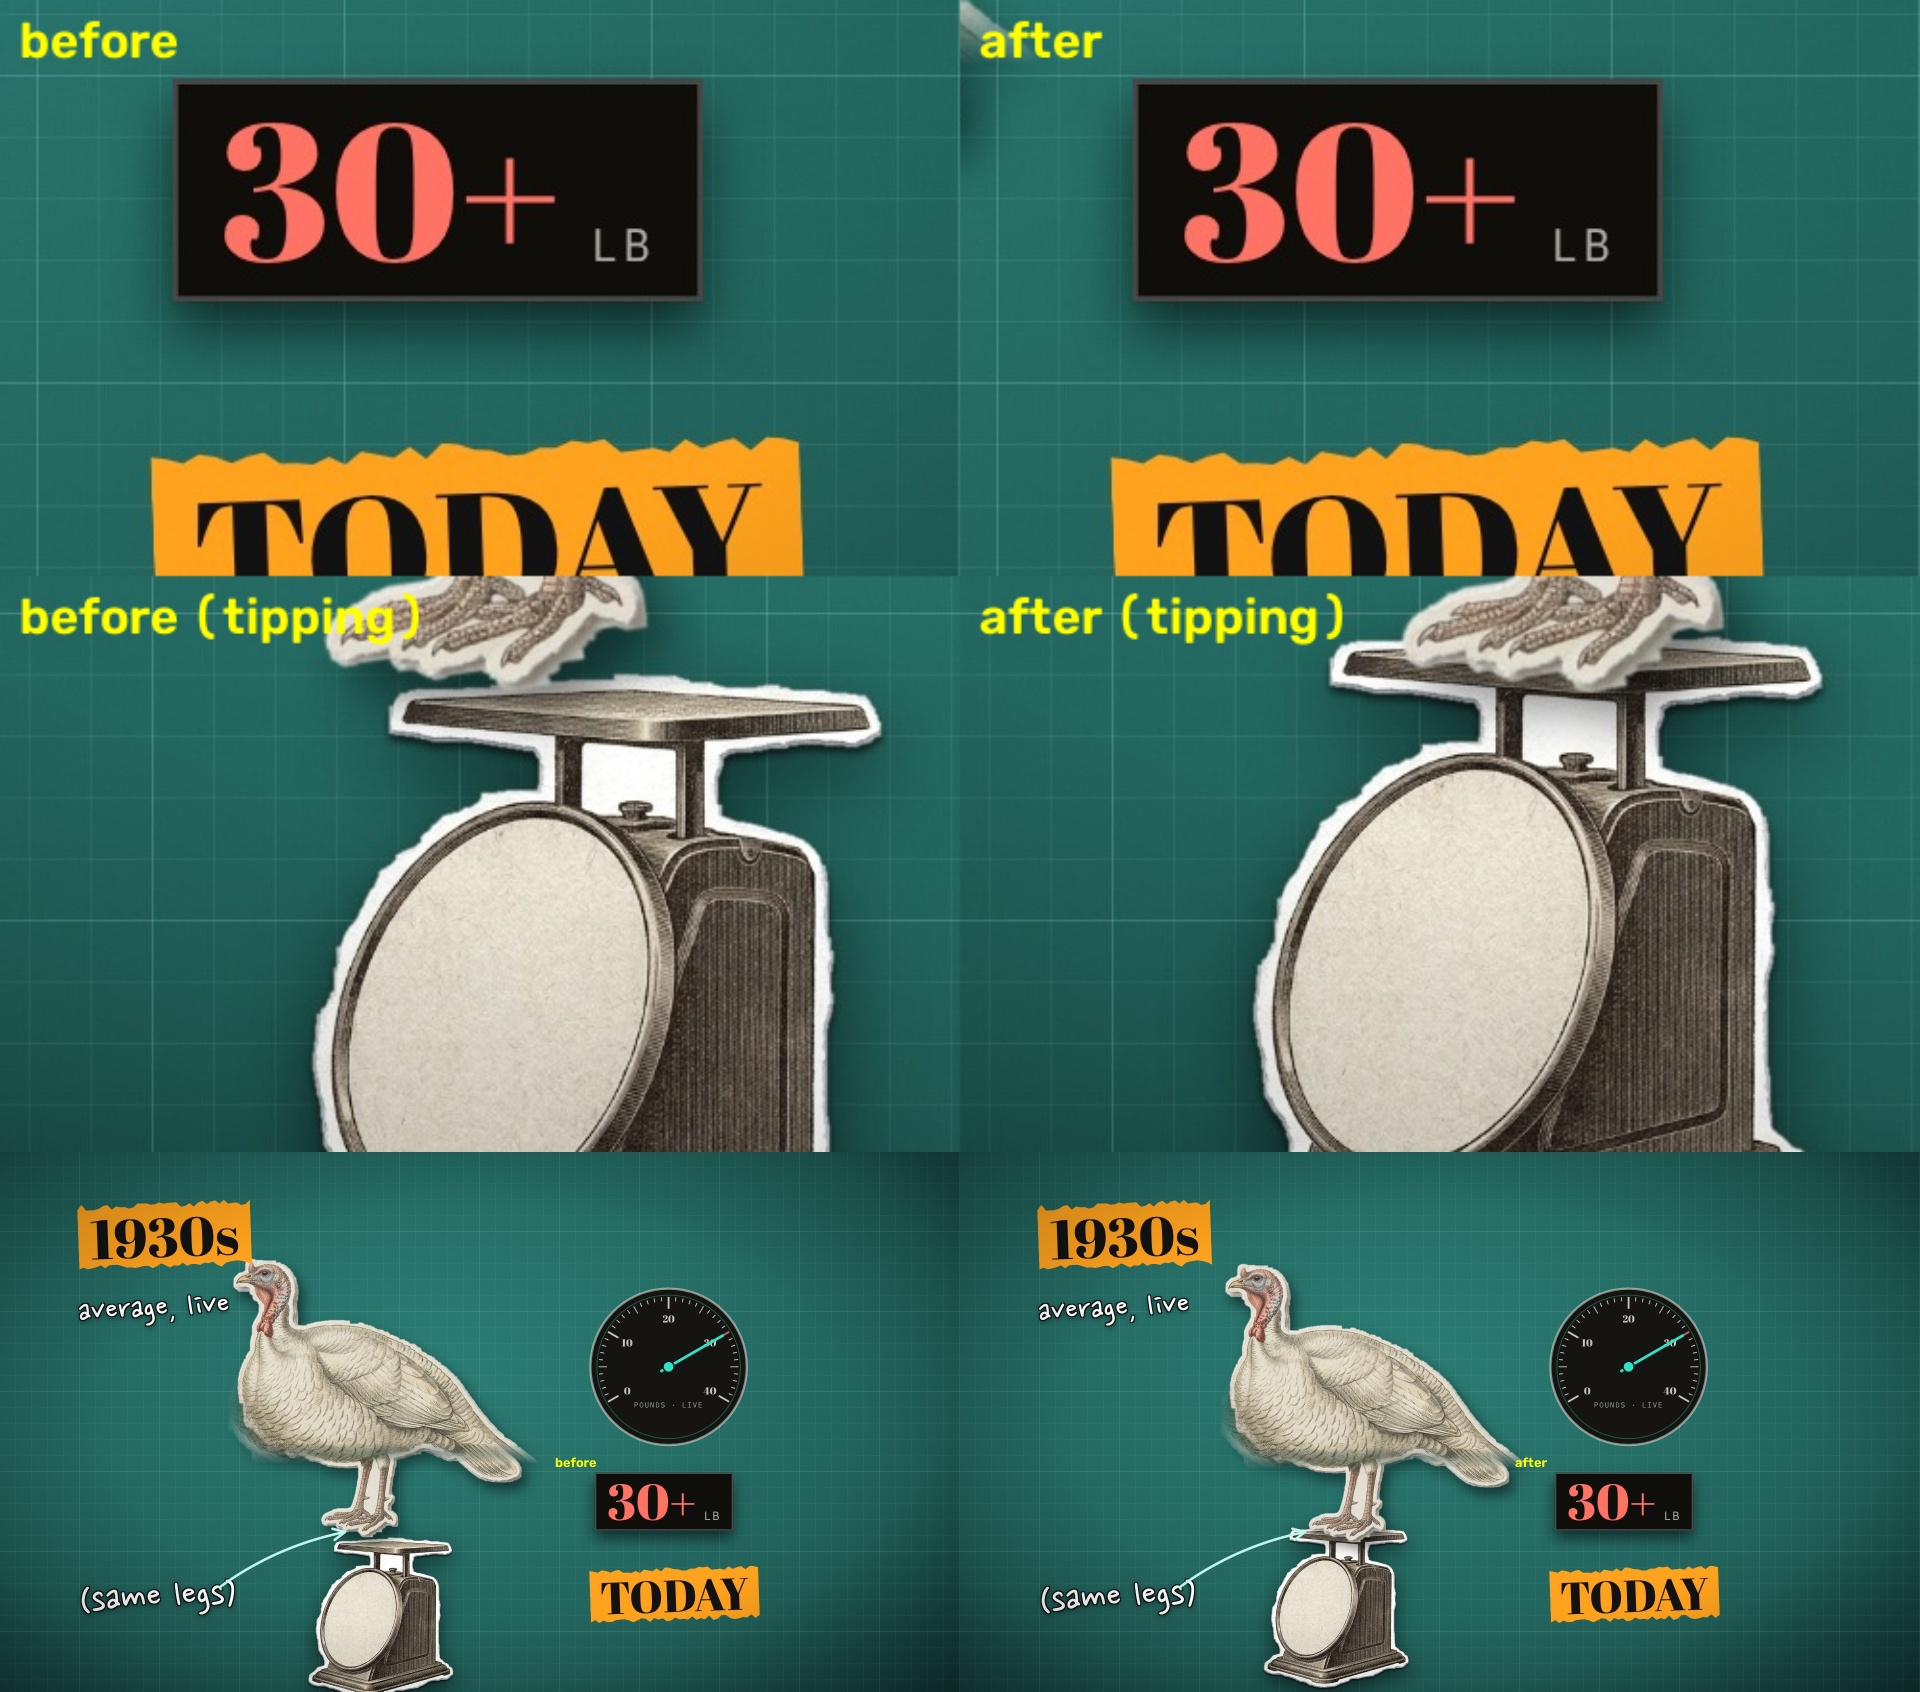 before
30+ LB
TODAY
after
30+ LB
TODAY
before (tipping)
after (tipping)
1930s
average, live
20
10
30
0
40
POUNDS · LIVE
before
30+ LB
(same legs)
TODAY
1930s
average, live
20
10
30
0
40
POUNDS · LIVE
after
30+ LB
(same legs)
TODAY